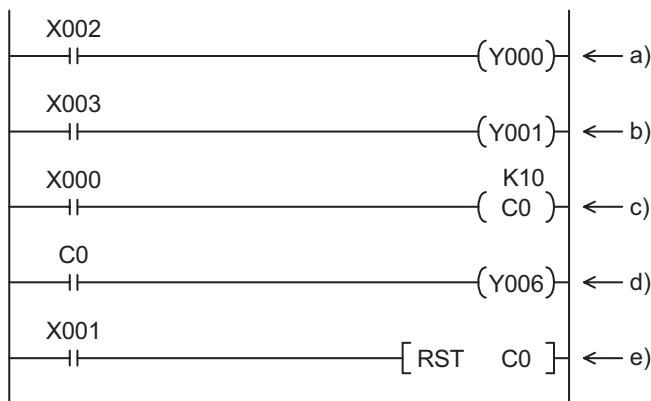 X002
Y000 a)
X003
Y001 b)
X000 K10
C0 c)
C0
Y006 d)
X001
RST C0 e)